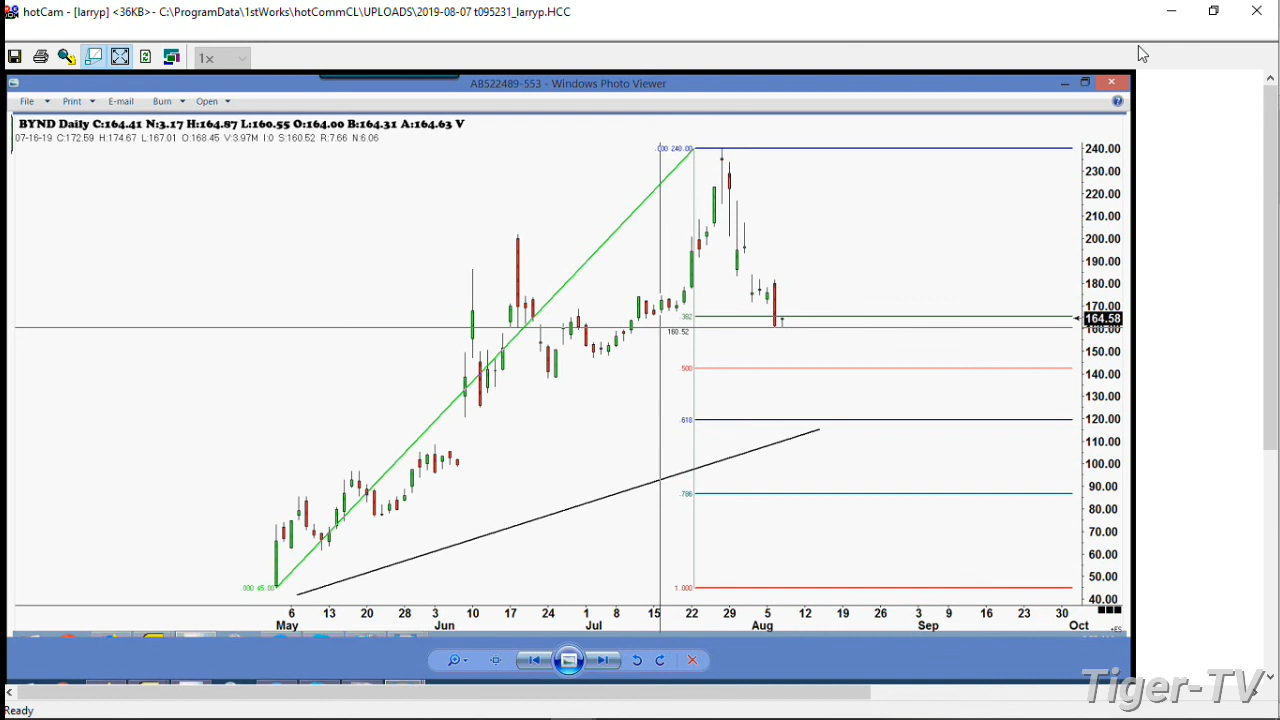 hotCam - [larryp] <36KB>- C:\ProgramData\1stWorks\hotCommCL\UPLOADS\2019-08-07 t095231_larryp.HCC
1x
AB522489-553 - Windows Photo Viewer
File Print E-mail Burn Open
BYND Daily C:164.41 N:3.17 H:164.87 L:160.55 O:164.00 B:164.31 A:164.63 V
07-16-19 C:172.59 H:174.67 L:167.01 O:168.45 V:3.97M I:0 S:160.52 R:7.66 N:6.06
.000 240.00
240.00
230.00
220.00
210.00
200.00
190.00
180.00
170.00
.382
164.58
160.00
160.52
150.00
.500
140.00
130.00
.618
120.00
110.00
100.00
90.00
.786
80.00
70.00
60.00
50.00
1.000
40.00
6 13 20 28 3 10 17 24 1 8 15 22 29 5 12 19 26 3 9 16 23 30
May Jun Jul Aug Sep Oct
+ES
Tiger-TV
Ready